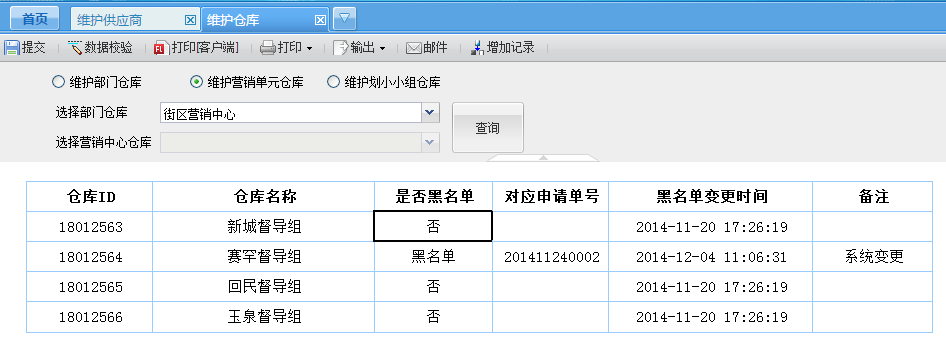 首页 维护供应商 维护仓库
提交 数据校验 打印[客户端] 打印 输出 邮件 增加记录
维护部门仓库 维护营销单元仓库 维护划小小组仓库
选择部门仓库 街区营销中心
查询
选择营销中心仓库
仓库ID 仓库名称 是否黑名单 对应申请单号 黑名单变更时间 备注
18012563 新城督导组 否 2014-11-20 17:26:19
18012564 赛罕督导组 黑名单 201411240002 2014-12-04 11:06:31 系统变更
18012565 回民督导组 否 2014-11-20 17:26:19
18012566 玉泉督导组 否 2014-11-20 17:26:19